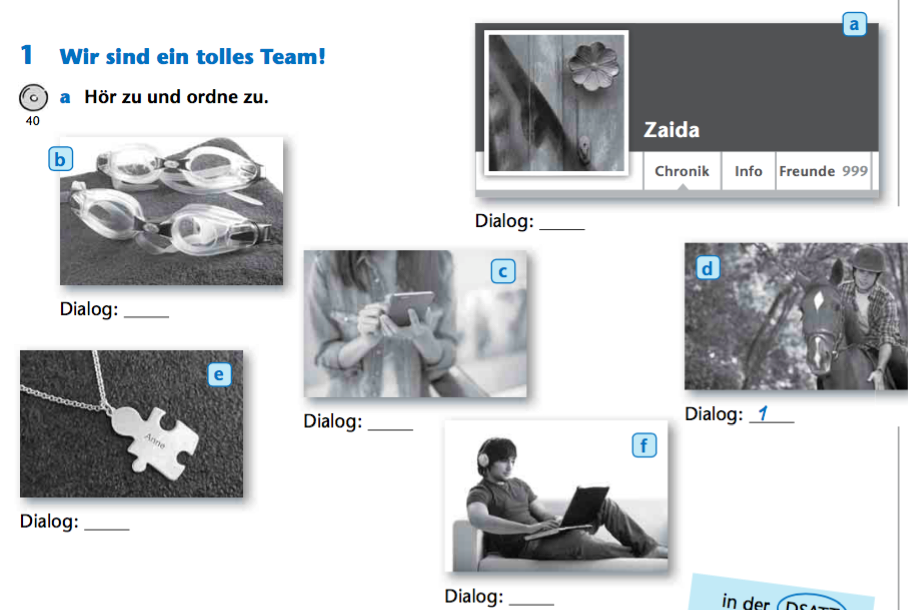 1 Wir sind ein tolles Team!
a Hör zu und ordne zu.
40
a
Zaida
Chronik Info Freunde 999
Dialog: _____
b
Dialog: _____
c
Dialog: _____
d
Dialog: 1
e
Anne
Dialog: _____
f
Dialog: _____
in der